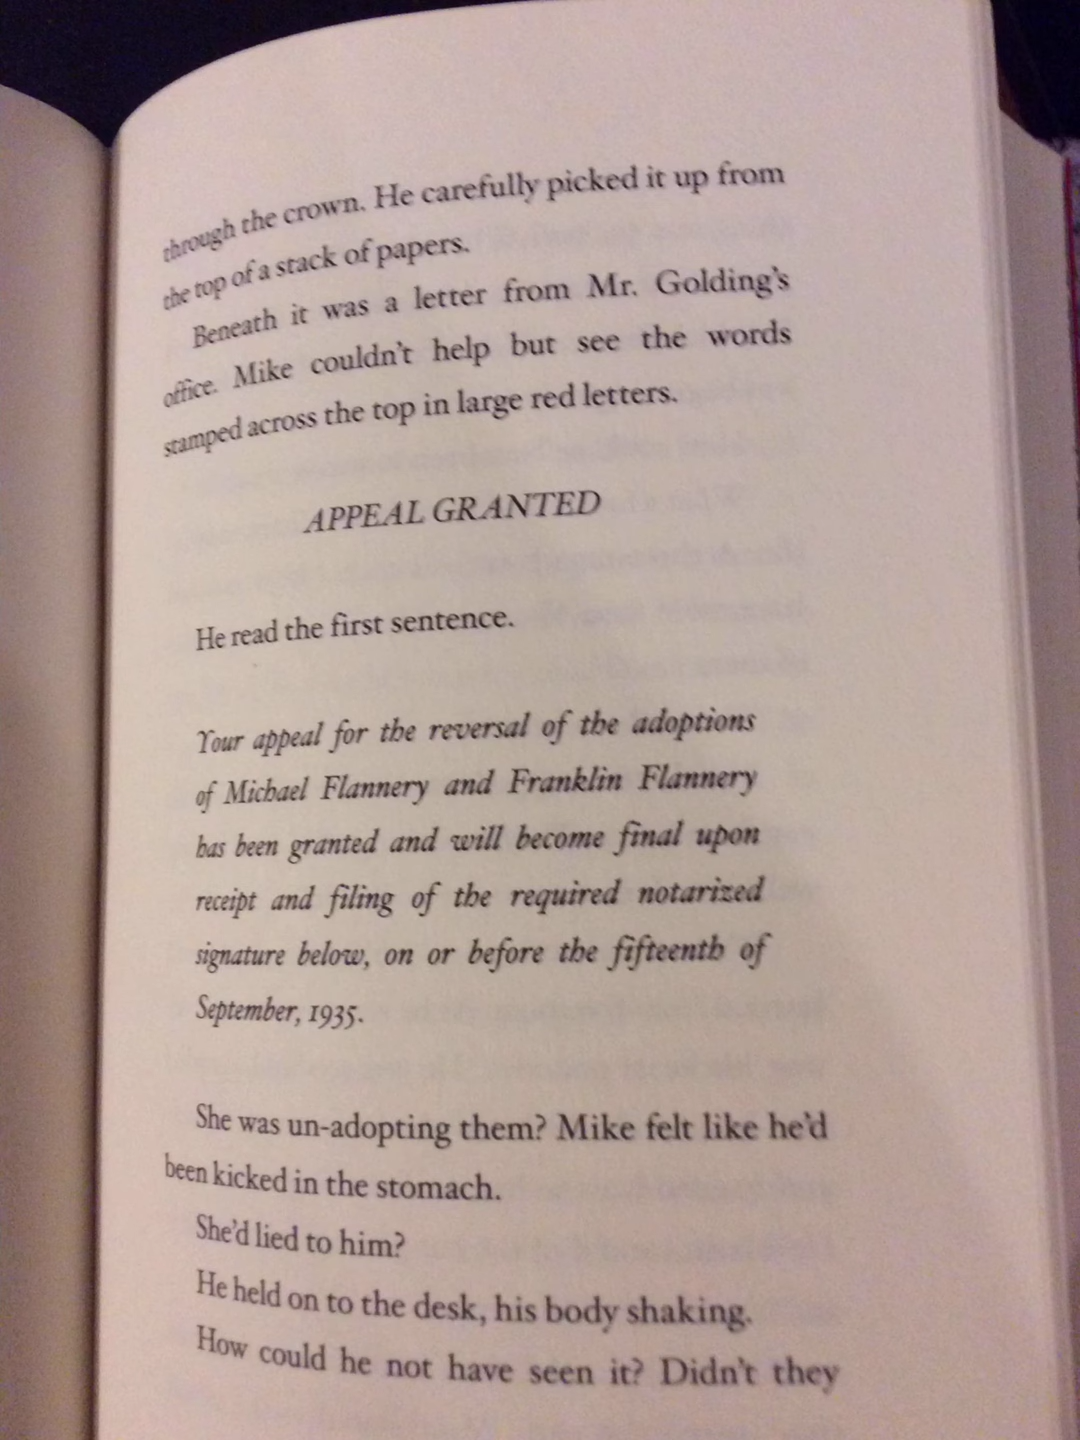 through the crown. He carefully picked it up from
the top of a stack of papers.
Beneath it was a letter from Mr. Golding's
office. Mike couldn't help but see the words
stamped across the top in large red letters.
APPEAL GRANTED
He read the first sentence.
Your appeal for the reversal of the adoptions
of Michael Flannery and Franklin Flannery
has been granted and will become final upon
receipt and filing of the required notarized
signature below, on or before the fifteenth of
September, 1935.
She was un-adopting them? Mike felt like he'd
been kicked in the stomach.
She'd lied to him?
He held on to the desk, his body shaking.
How could he not have seen it? Didn't they